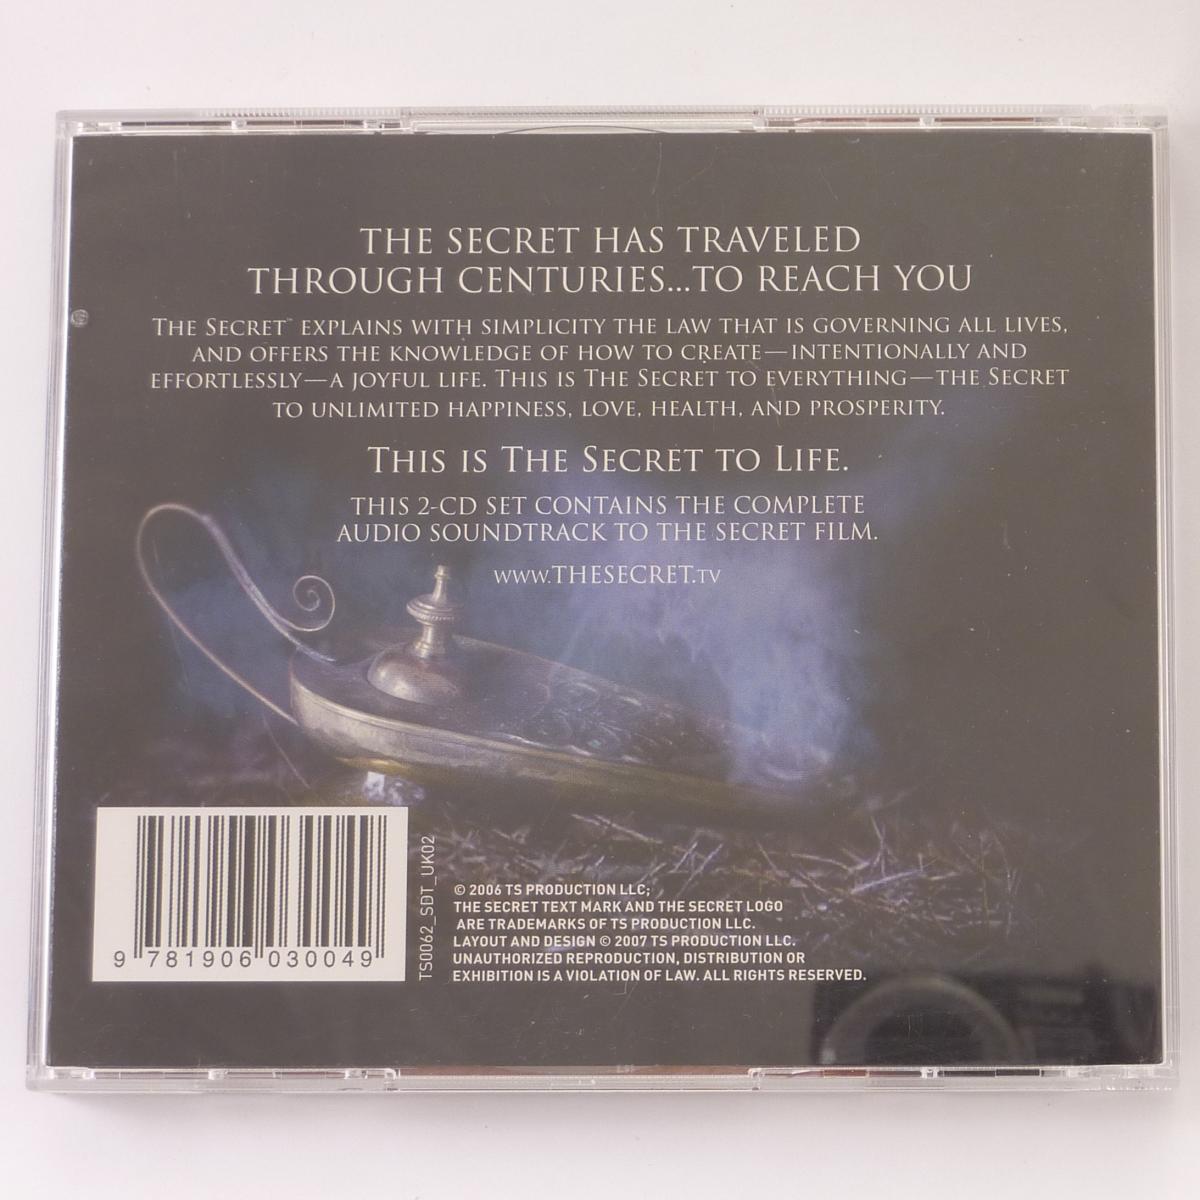 THE SECRET HAS TRAVELED
THROUGH CENTURIES...TO REACH YOU
THE SECRET™ EXPLAINS WITH SIMPLICITY THE LAW THAT IS GOVERNING ALL LIVES,
AND OFFERS THE KNOWLEDGE OF HOW TO CREATE—INTENTIONALLY AND
EFFORTLESSLY—A JOYFUL LIFE. THIS IS THE SECRET TO EVERYTHING—THE SECRET
TO UNLIMITED HAPPINESS, LOVE, HEALTH, AND PROSPERITY.
THIS IS THE SECRET TO LIFE.
THIS 2-CD SET CONTAINS THE COMPLETE
AUDIO SOUNDTRACK TO THE SECRET FILM.
WWW.THESECRET.TV
9 781906 030049
TS0062_SDT_UK02
© 2006 TS PRODUCTION LLC;
THE SECRET TEXT MARK AND THE SECRET LOGO
ARE TRADEMARKS OF TS PRODUCTION LLC.
LAYOUT AND DESIGN © 2007 TS PRODUCTION LLC.
UNAUTHORIZED REPRODUCTION, DISTRIBUTION OR
EXHIBITION IS A VIOLATION OF LAW. ALL RIGHTS RESERVED.